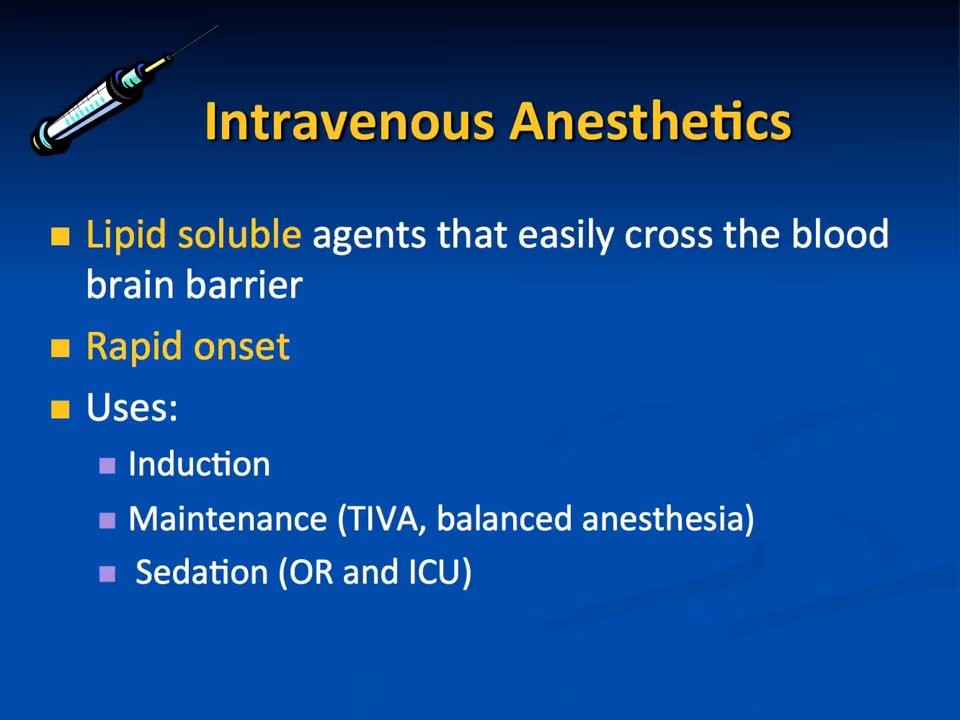 Intravenous Anesthetics
Lipid soluble agents that easily cross the blood
brain barrier
Rapid onset
Uses:
Induction
Maintenance (TIVA, balanced anesthesia)
Sedation (OR and ICU)